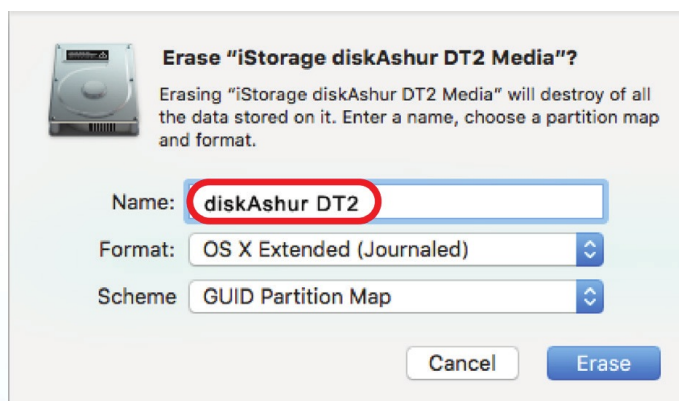 Erase “iStorage diskAshur DT2 Media”?
Erasing “iStorage diskAshur DT2 Media” will destroy of all
the data stored on it. Enter a name, choose a partition map
and format.
Name: diskAshur DT2
Format: OS X Extended (Journaled)
Scheme GUID Partition Map
Cancel Erase